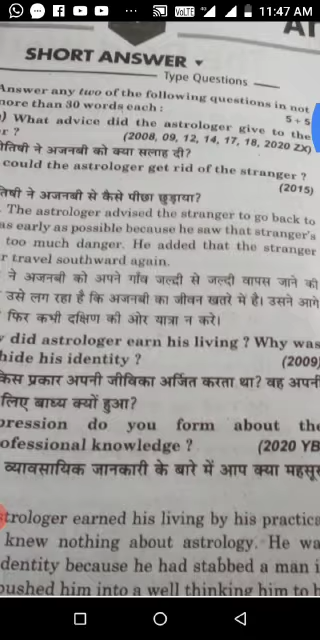 11:47 AM
SHORT ANSWER
Type Questions
Answer any two of the following questions in not
more than 30 words each :
5 + 5
) What advice did the astrologer give to the
r ?
(2008, 09, 12, 14, 17, 18, 2020 ZX)
तिषी ने अजनबी को क्या सलाह दी?
could the astrologer get rid of the stranger ?
(2015)
तिषी ने अजनबी से कैसे पीछा छुड़ाया?
. The astrologer advised the stranger to go back to
as early as possible because he saw that stranger's
too much danger. He added that the stranger
r travel southward again.
ने अजनबी को अपने गाँव जल्दी से जल्दी वापस जाने की
उसे लग रहा है कि अजनबी का जीवन खतरे में है। उसने आगे
फिर कभी दक्षिण की ओर यात्रा न करे।
did astrologer earn his living ? Why was
hide his identity ?
(2009)
किस प्रकार अपनी जीविका अर्जित करता था? वह अपनी
लिए बाध्य क्यों हुआ?
pression do you form about the
ofessional knowledge ?
(2020 YB
व्यावसायिक जानकारी के बारे में आप क्या महसूस
strologer earned his living by his practica
knew nothing about astrology. He wa
dentity because he had stabbed a man i
pushed him into a well thinking him to b